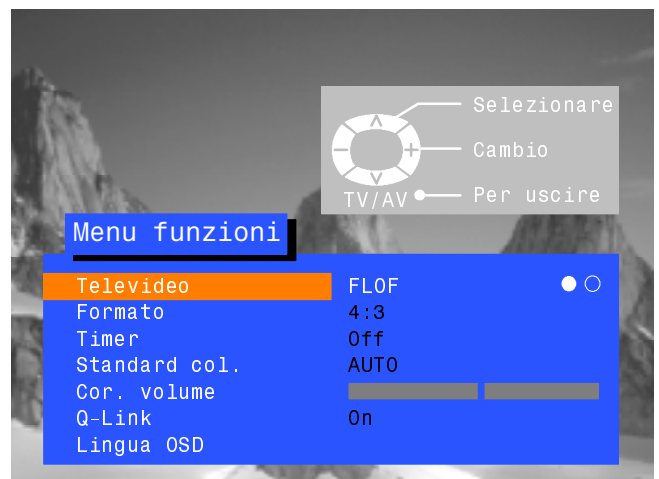 Selezionare
Cambio
TV/AV Per uscire
Menu funzioni
Televideo FLOF
Formato 4:3
Timer Off
Standard col. AUTO
Cor. volume
Q-Link On
Lingua OSD